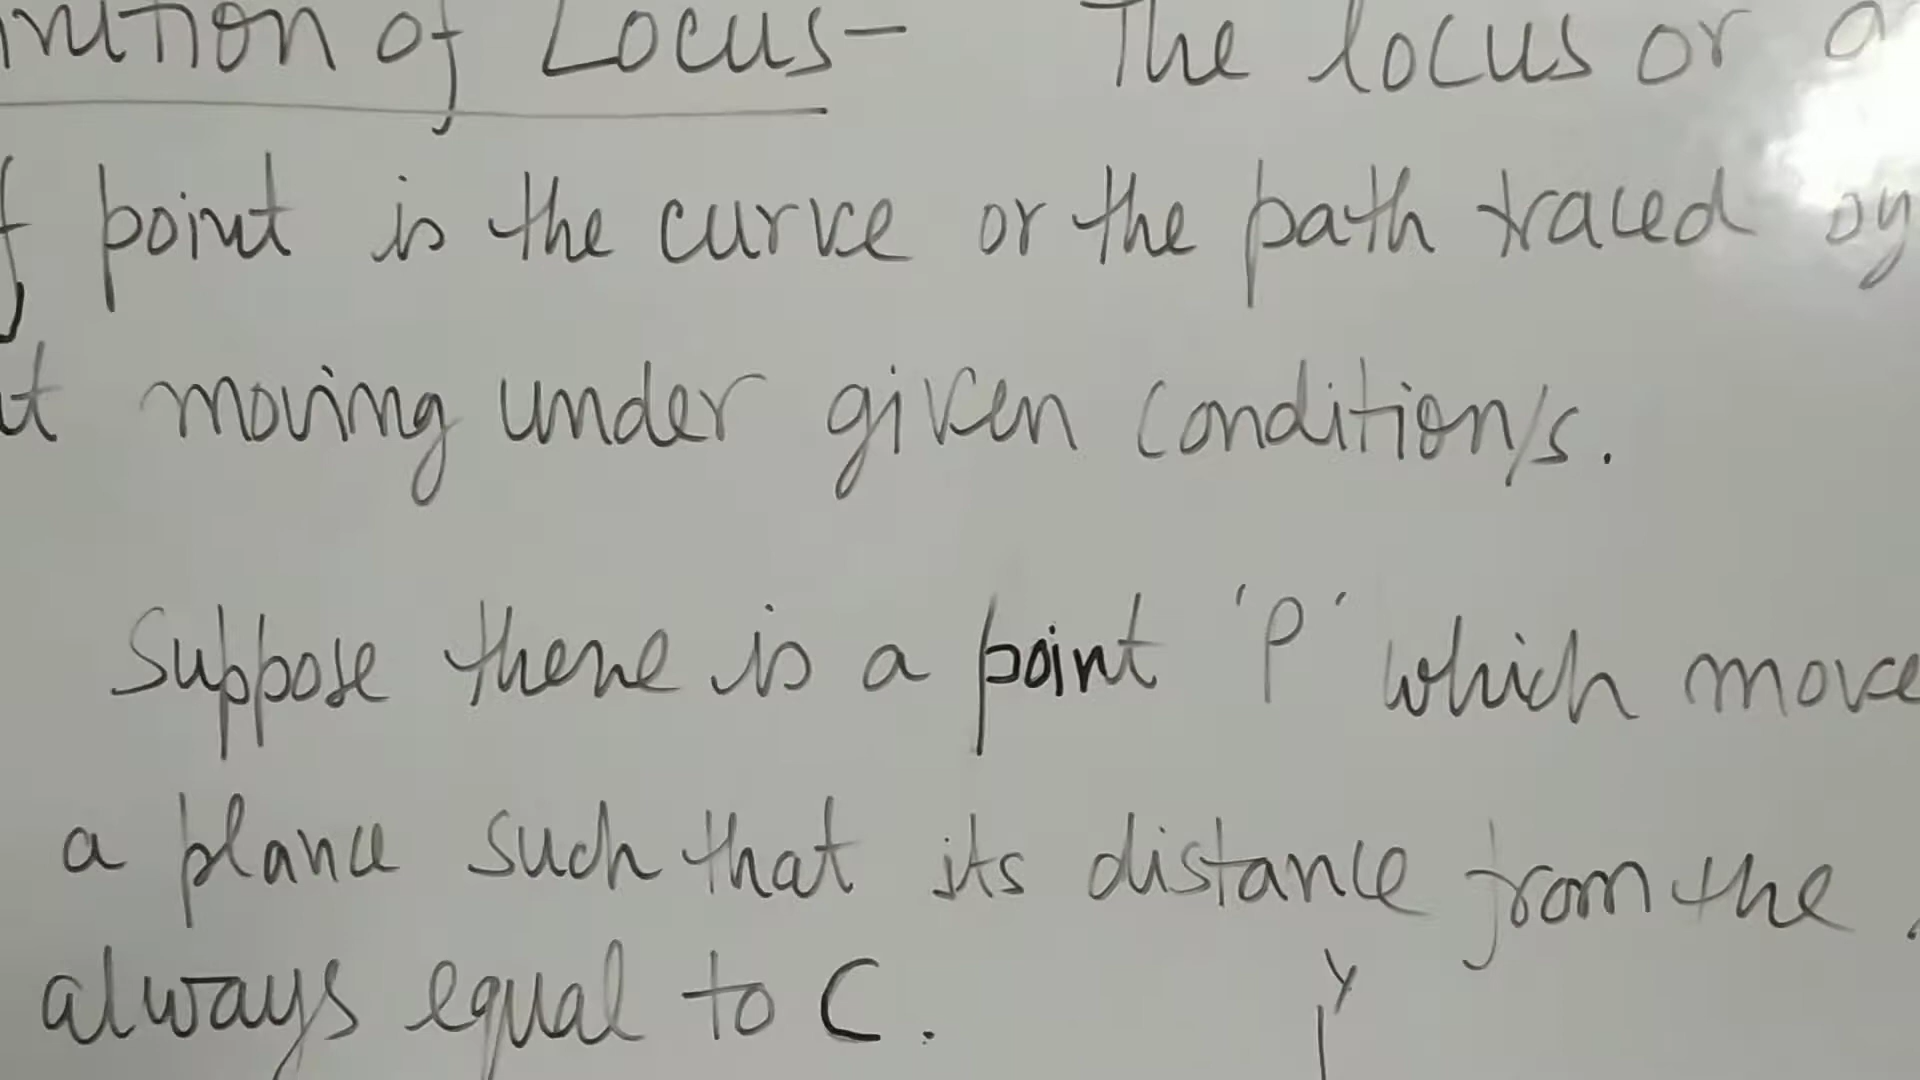 of Locus- The locus or a
point is the curve or the path traced by
moving under given condition/s.
Suppose there is a point 'P' which move
a plane such that its distance from the
always equal to C.
Y